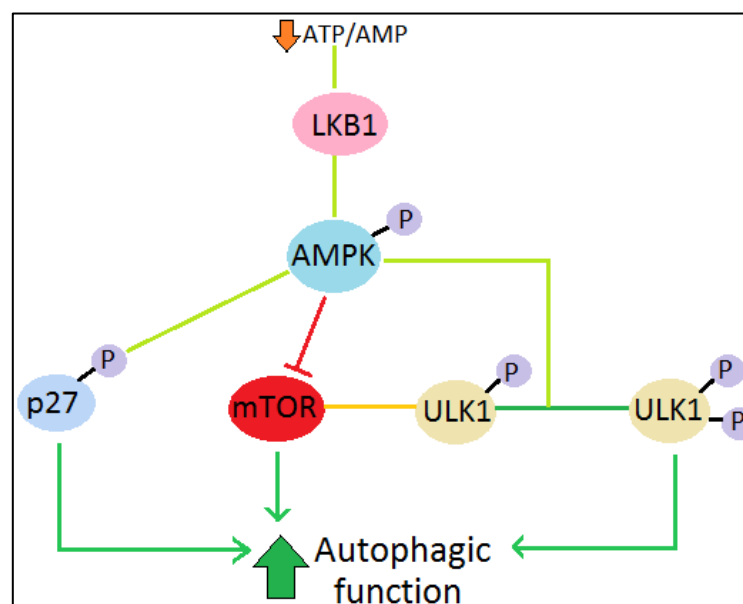 ATP/AMP
LKB1
P
AMPK
P
p27
mTOR
P
ULK1
P
ULK1
P
Autophagic
function